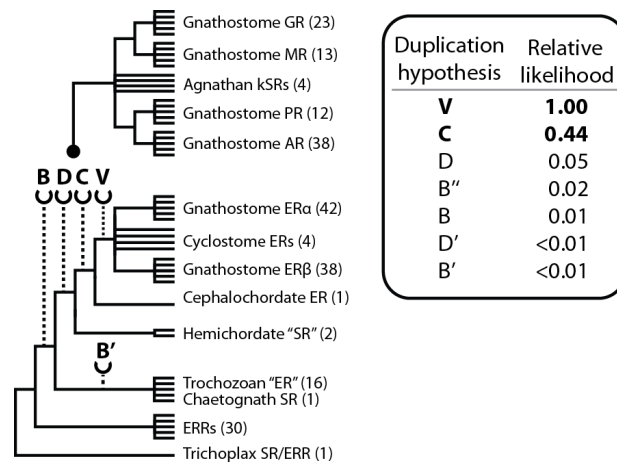 Gnathostome GR (23)
Gnathostome MR (13)
Agnathan kSRs (4)
Gnathostome PR (12)
Gnathostome AR (38)
B D C V
Gnathostome ERα (42)
Cyclostome ERs (4)
Gnathostome ERβ (38)
Cephalochordate ER (1)
Hemichordate “SR” (2)
B’
Trochozoan “ER” (16)
Chaetognath SR (1)
ERRs (30)
Trichoplax SR/ERR (1)
Duplication hypothesis Relative likelihood
V 1.00
C 0.44
D 0.05
B” 0.02
B 0.01
D’ <0.01
B’ <0.01